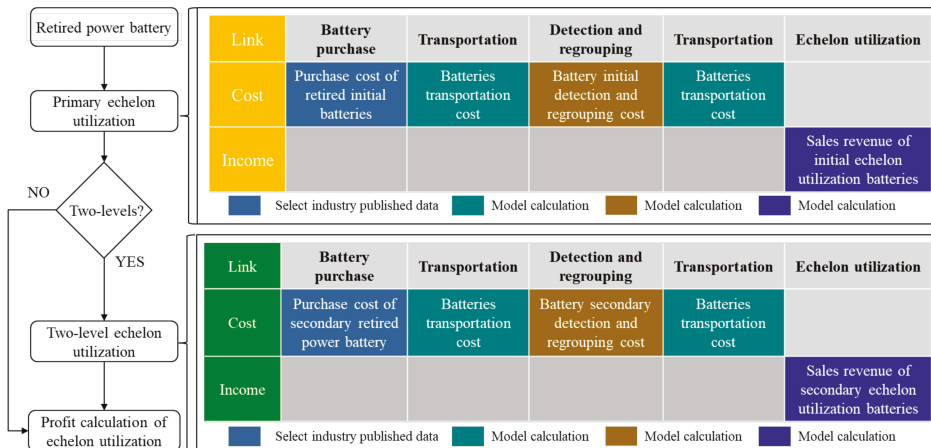 Retired power battery
Primary echelon
utilization
NO
Two-levels?
YES
Two-level echelon
utilization
Profit calculation of
echelon utilization
Link
Battery
purchase
Transportation
Detection and
regrouping
Transportation
Echelon utilization
Cost
Purchase cost of
retired initial
batteries
Batteries
transportation
cost
Battery initial
detection and
regrouping cost
Batteries
transportation
cost
Income
Sales revenue of
initial echelon
utilization batteries
Select industry published data
Model calculation
Model calculation
Model calculation
Link
Battery
purchase
Transportation
Detection and
regrouping
Transportation
Echelon utilization
Cost
Purchase cost of
secondary retired
power battery
Batteries
transportation
cost
Battery secondary
detection and
regrouping cost
Batteries
transportation
cost
Income
Sales revenue of
secondary echelon
utilization batteries
Select industry published data
Model calculation
Model calculation
Model calculation